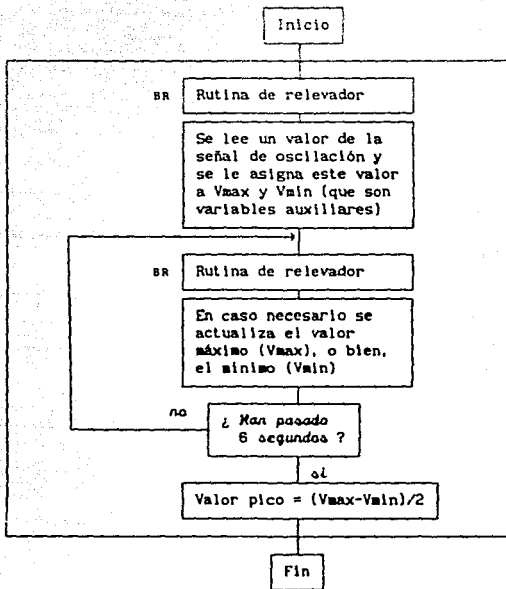 Inicio
BR Rutina de relevador
Se lee un valor de la
señal de oscilación y
se le asigna este valor
a Vmax y Vmin (que son
variables auxiliares)
BR Rutina de relevador
En caso necesario se
actualiza el valor
máximo (Vmax), o bien,
el mínimo (Vmin)
no
¿ Han pasado
6 segundos ?
si
Valor pico = (Vmax-Vmin)/2
Fin